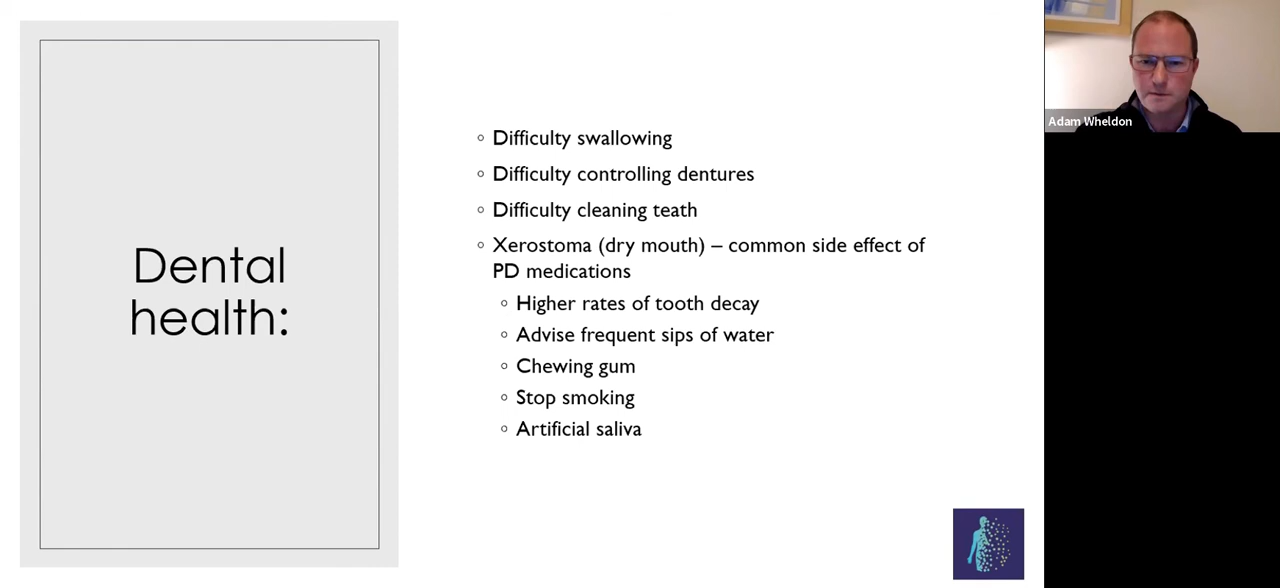 Dental
health:
Difficulty swallowing
Difficulty controlling dentures
Difficulty cleaning teath
Xerostoma (dry mouth) – common side effect of
PD medications
Higher rates of tooth decay
Advise frequent sips of water
Chewing gum
Stop smoking
Artificial saliva
Adam Wheldon